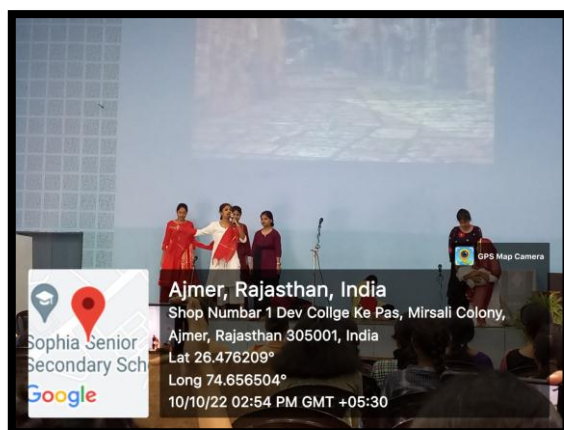 GPS Map Camera
Ajmer, Rajasthan, India
Shop Numbar 1 Dev Collge Ke Pas, Mirsali Colony,
Ajmer, Rajasthan 305001, India
Lat 26.476209°
Long 74.656504°
10/10/22 02:54 PM GMT +05:30
Sophia Senior
Secondary Sch
Google